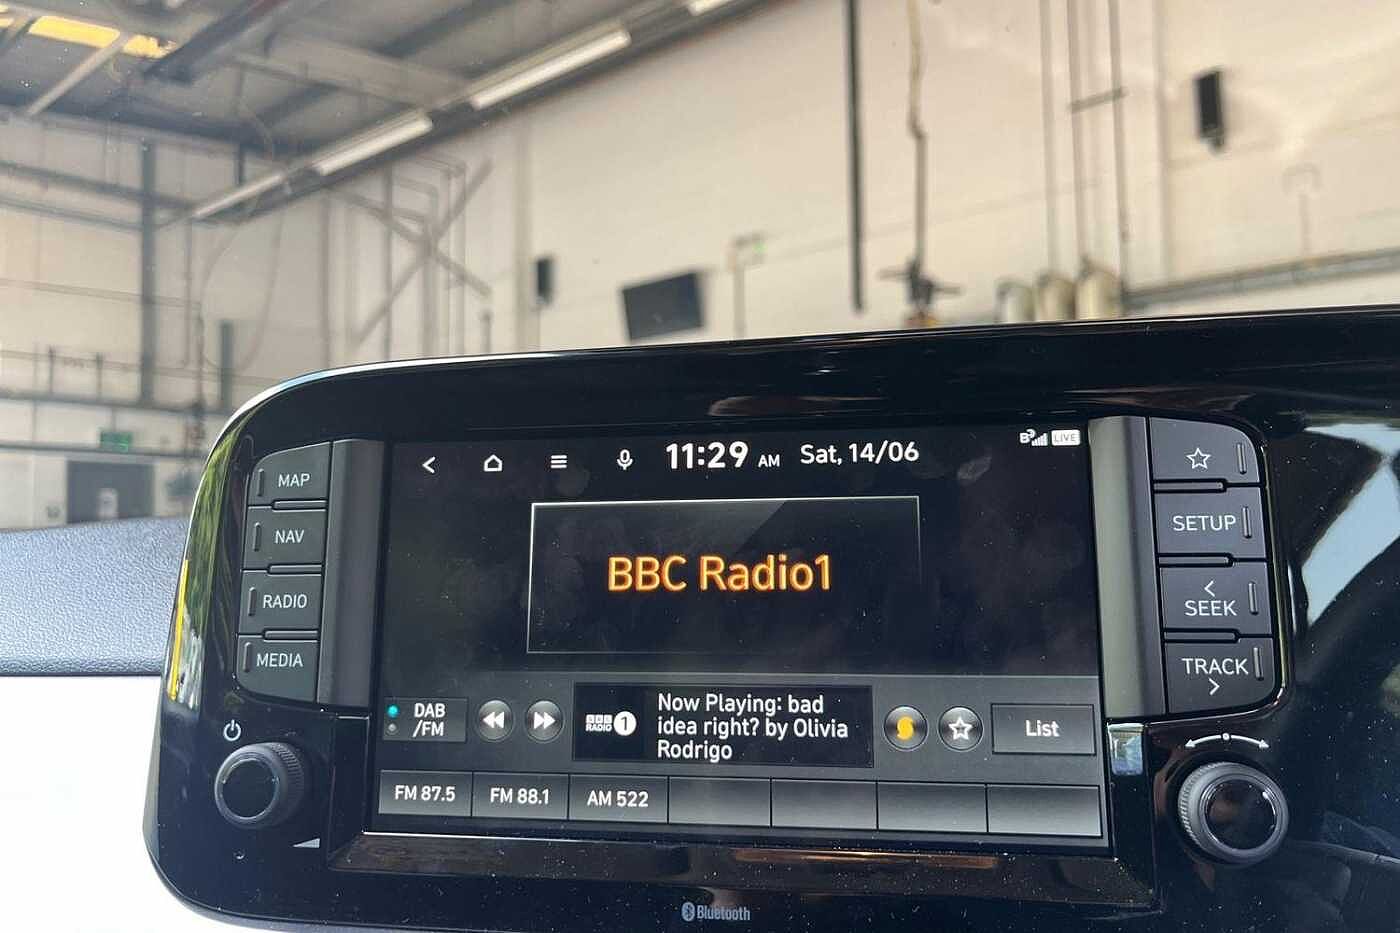 11:29 AM Sat, 14/06
LIVE
MAP
NAV
RADIO
MEDIA
BBC Radio1
SETUP
SEEK
TRACK
DAB
/FM
BBC
RADIO 1
Now Playing: bad
idea right? by Olivia
Rodrigo
List
FM 87.5
FM 88.1
AM 522
Bluetooth